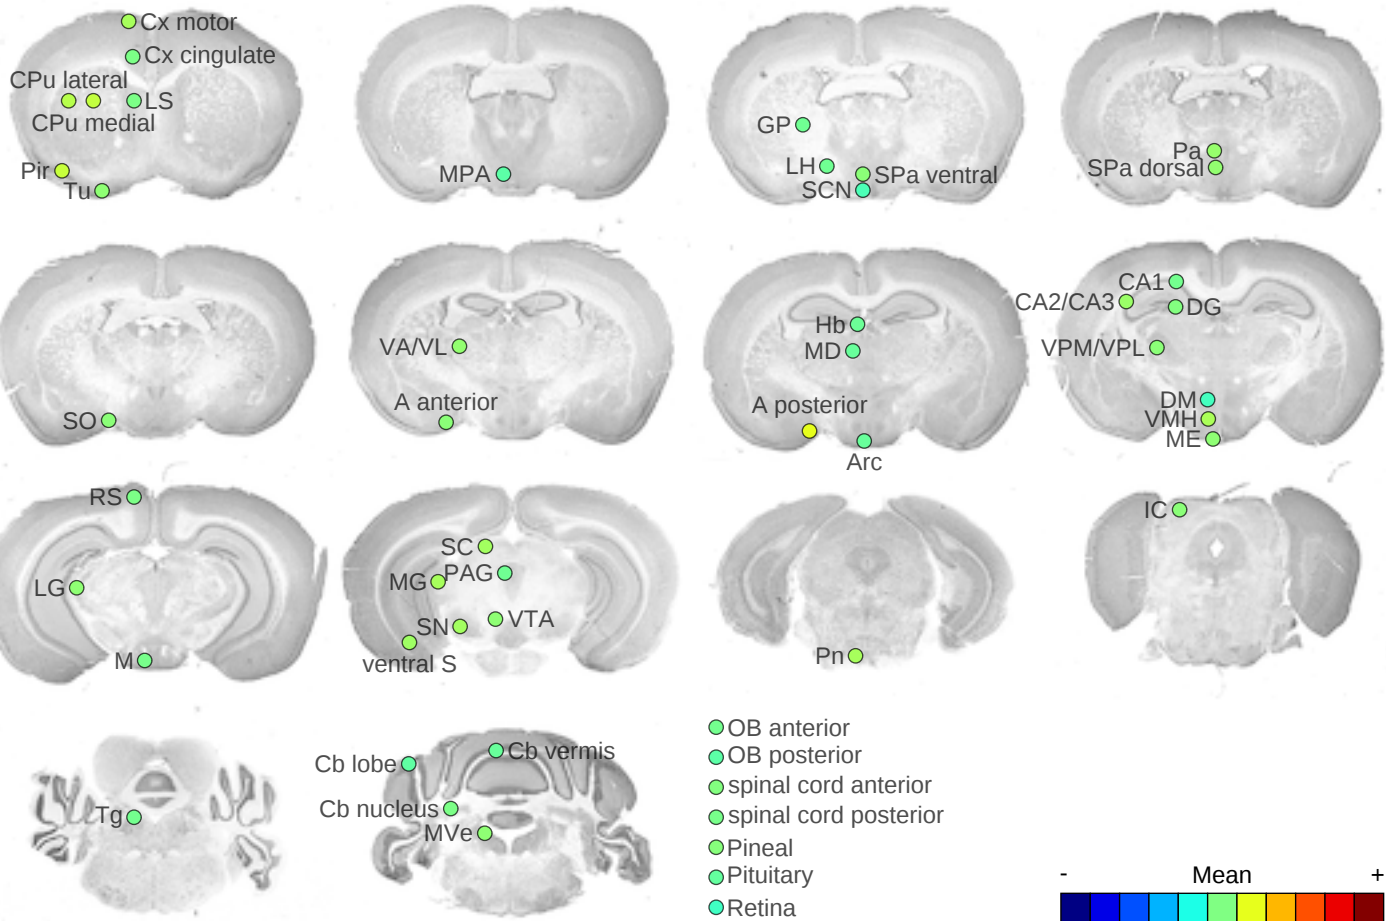 Cx motor
Cx cingulate
CPu lateral
LS
CPu medial
Pir
Tu
MPA
GP
LH
SPa ventral
SCN
Pa
SPa dorsal
SO
VA/VL
A anterior
Hb
MD
A posterior
Arc
CA1
CA2/CA3
DG
VPM/VPL
DM
VMH
ME
RS
LG
M
SC
MG
PAG
SN
VTA
ventral S
Pn
IC
Tg
Cb lobe
Cb vermis
Cb nucleus
MVe
OB anterior
OB posterior
spinal cord anterior
spinal cord posterior
Pineal
Pituitary
Retina
- Mean +